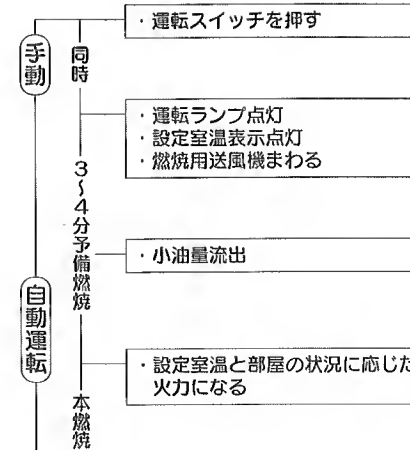 ・運転スイッチを押す
手動
同時
・運転ランプ点灯
・設定室温表示点灯
・燃焼用送風機まわる
3〜4分予備燃焼
・小油量流出
自動運転
・設定室温と部屋の状況に応じた
火力になる
本燃焼